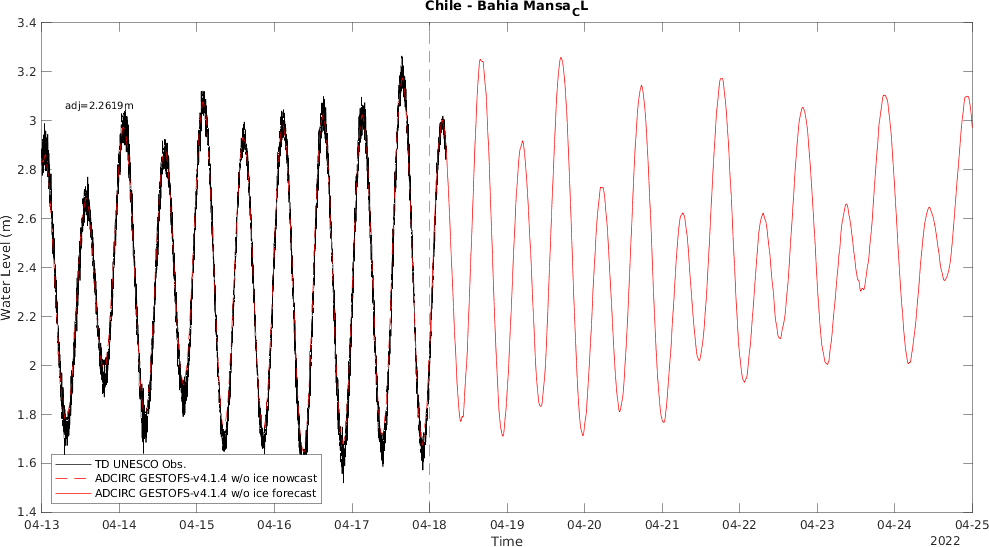 Chile - Bahia Mansa_CL
3.4
3.2
3
2.8
2.6
2.4
2.2
2
1.8
1.6
1.4
Water Level (m)
adj=2.2619m
TD UNESCO Obs.
ADCIRC GESTOFS-v4.1.4 w/o ice nowcast
ADCIRC GESTOFS-v4.1.4 w/o ice forecast
04-13 04-14 04-15 04-16 04-17 04-18 04-19 04-20 04-21 04-22 04-23 04-24 04-25
Time
2022